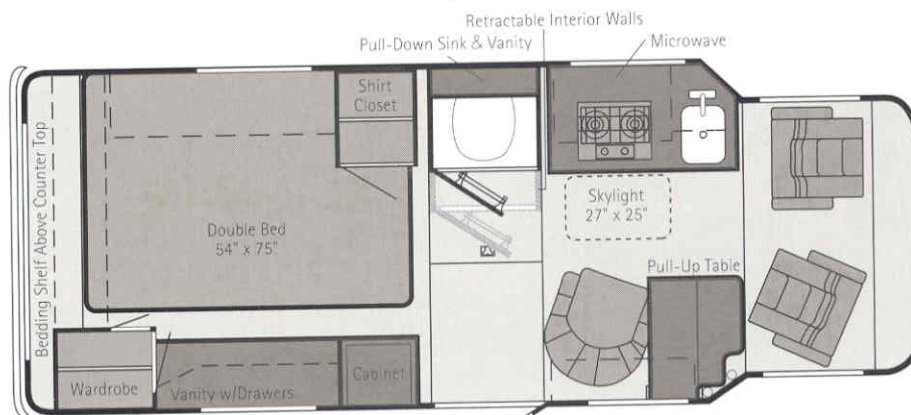 Retractable Interior Walls
Pull-Down Sink & Vanity
Microwave
Shirt
Closet
Bedding Shelf Above Counter Top
Skylight
27" x 25"
Double Bed
54" x 75"
Pull-Up Table
Wardrobe
Vanity w/Drawers
Cabinet